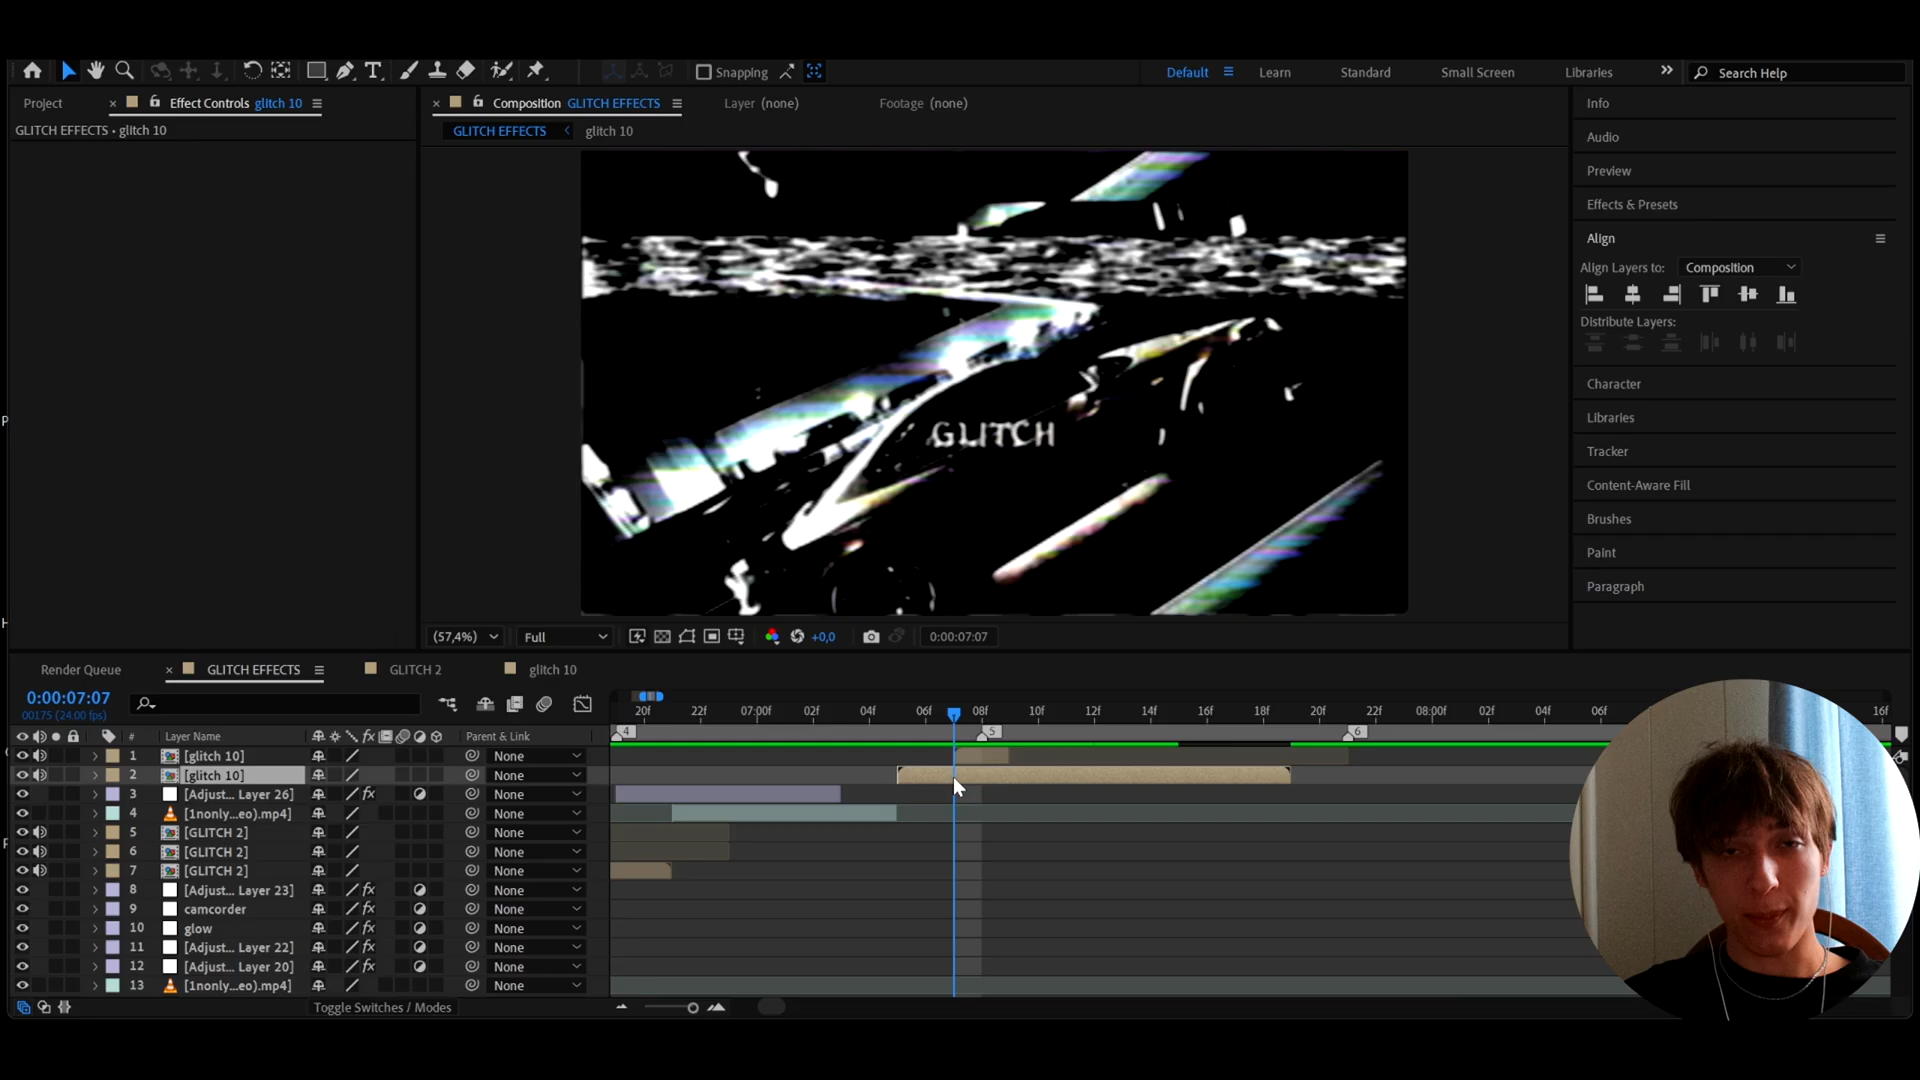 Snapping
Default
Learn
Standard
Small Screen
Libraries
Search Help
Project
Effect Controls glitch 10
Composition GLITCH EFFECTS
Layer (none)
Footage (none)
Info
GLITCH EFFECTS • glitch 10
GLITCH EFFECTS
glitch 10
Audio
Preview
Effects & Presets
Align
Align Layers to:
Composition
Distribute Layers:
Character
Libraries
GLITCH
Tracker
Content-Aware Fill
Brushes
Paint
Paragraph
(57,4%)
Full
+0,0
0:00:07:07
Render Queue
GLITCH EFFECTS
GLITCH 2
glitch 10
0:00:07:07
00175 (24.00 fps)
20f 22f 07:00f 02f 04f 06f 08f 10f 12f 14f 16f 18f 20f 22f 08:00f 02f 04f 06f 16f
4 5 6
# Layer Name Parent & Link
1 [glitch 10] None
2 [glitch 10] None
3 [Adjust... Layer 26] None
4 [1nonly...eo).mp4] None
5 [GLITCH 2] None
6 [GLITCH 2] None
7 [GLITCH 2] None
8 [Adjust... Layer 23] None
9 camcorder None
10 glow None
11 [Adjust... Layer 22] None
12 [Adjust... Layer 20] None
13 [1nonly...eo).mp4] None
Toggle Switches / Modes